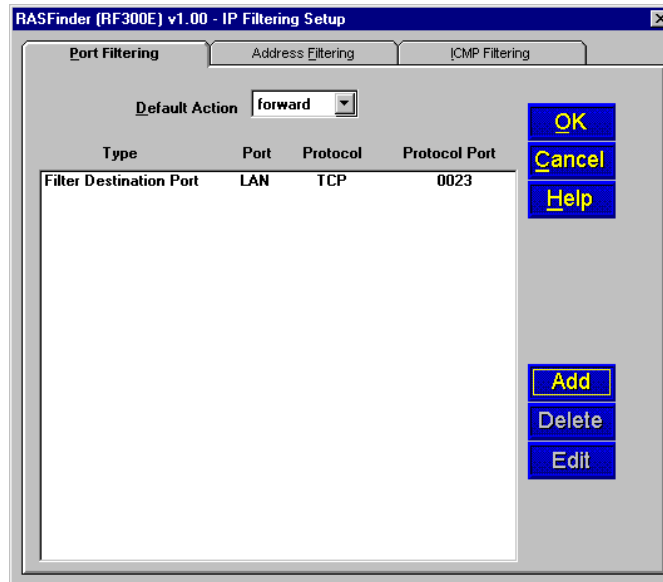 RASFinder (RF300E) v1.00 - IP Filtering Setup
Port Filtering Address Filtering ICMP Filtering
Default Action forward
OK
Type Port Protocol Protocol Port
Cancel
Filter Destination Port LAN TCP 0023
Help
Add
Delete
Edit